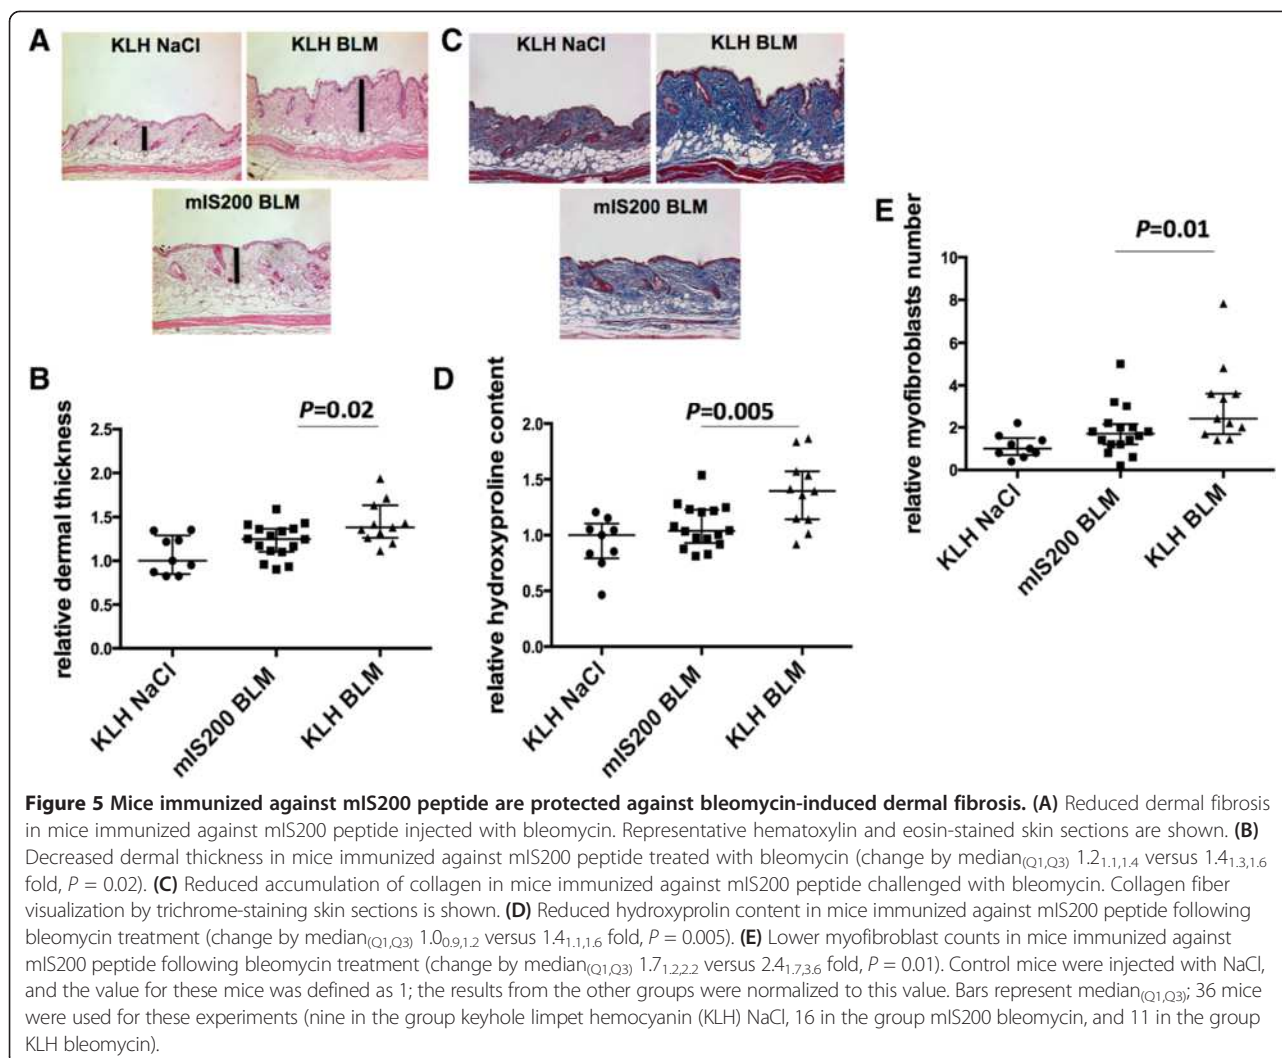 A
KLH NaCl
KLH BLM
mIS200 BLM
C
KLH NaCl
KLH BLM
mIS200 BLM
B
relative dermal thickness
2.5
2.0
1.5
1.0
0.5
0.0
P=0.02
KLH NaCl
mIS200 BLM
KLH BLM
D
relative hydroxyproline content
2.0
1.5
1.0
0.5
0.0
P=0.005
KLH NaCl
mIS200 BLM
KLH BLM
E
relative myofibroblasts number
10
8
6
4
2
0
P=0.01
KLH NaCl
mIS200 BLM
KLH BLM
Figure 5 Mice immunized against mIS200 peptide are protected against bleomycin-induced dermal fibrosis. (A) Reduced dermal fibrosis
in mice immunized against mIS200 peptide injected with bleomycin. Representative hematoxylin and eosin-stained skin sections are shown. (B)
Decreased dermal thickness in mice immunized against mIS200 peptide treated with bleomycin (change by median(Q1,Q3) 1.21.1,1.4 versus 1.41.3,1.6
fold, P = 0.02). (C) Reduced accumulation of collagen in mice immunized against mIS200 peptide challenged with bleomycin. Collagen fiber
visualization by trichrome-staining skin sections is shown. (D) Reduced hydroxyprolin content in mice immunized against mIS200 peptide following
bleomycin treatment (change by median(Q1,Q3) 1.00.9,1.2 versus 1.41.1,1.6 fold, P = 0.005). (E) Lower myofibroblast counts in mice immunized against
mIS200 peptide following bleomycin treatment (change by median(Q1,Q3) 1.71.2,2.2 versus 2.41.7,3.6 fold, P = 0.01). Control mice were injected with NaCl,
and the value for these mice was defined as 1; the results from the other groups were normalized to this value. Bars represent median(Q1,Q3); 36 mice
were used for these experiments (nine in the group keyhole limpet hemocyanin (KLH) NaCl, 16 in the group mIS200 bleomycin, and 11 in the group
KLH bleomycin).